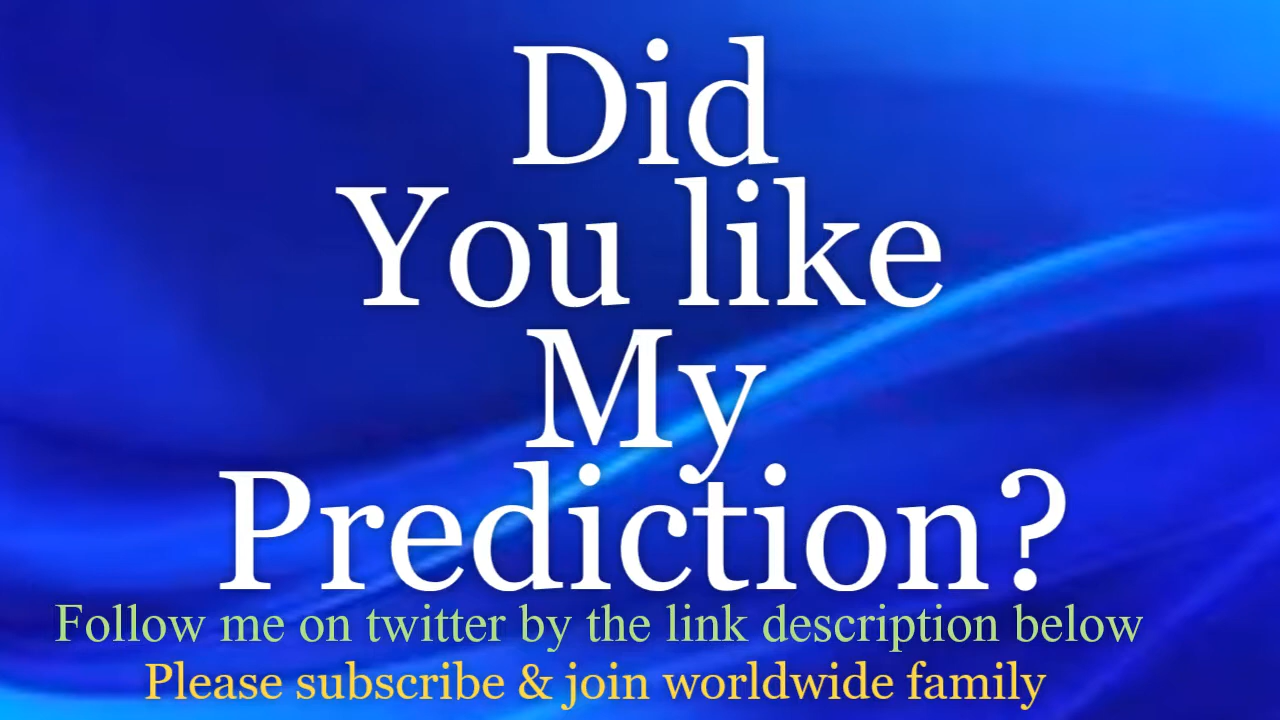 Did
You like
My
Prediction?
Follow me on twitter by the link description below
Please subscribe & join worldwide family